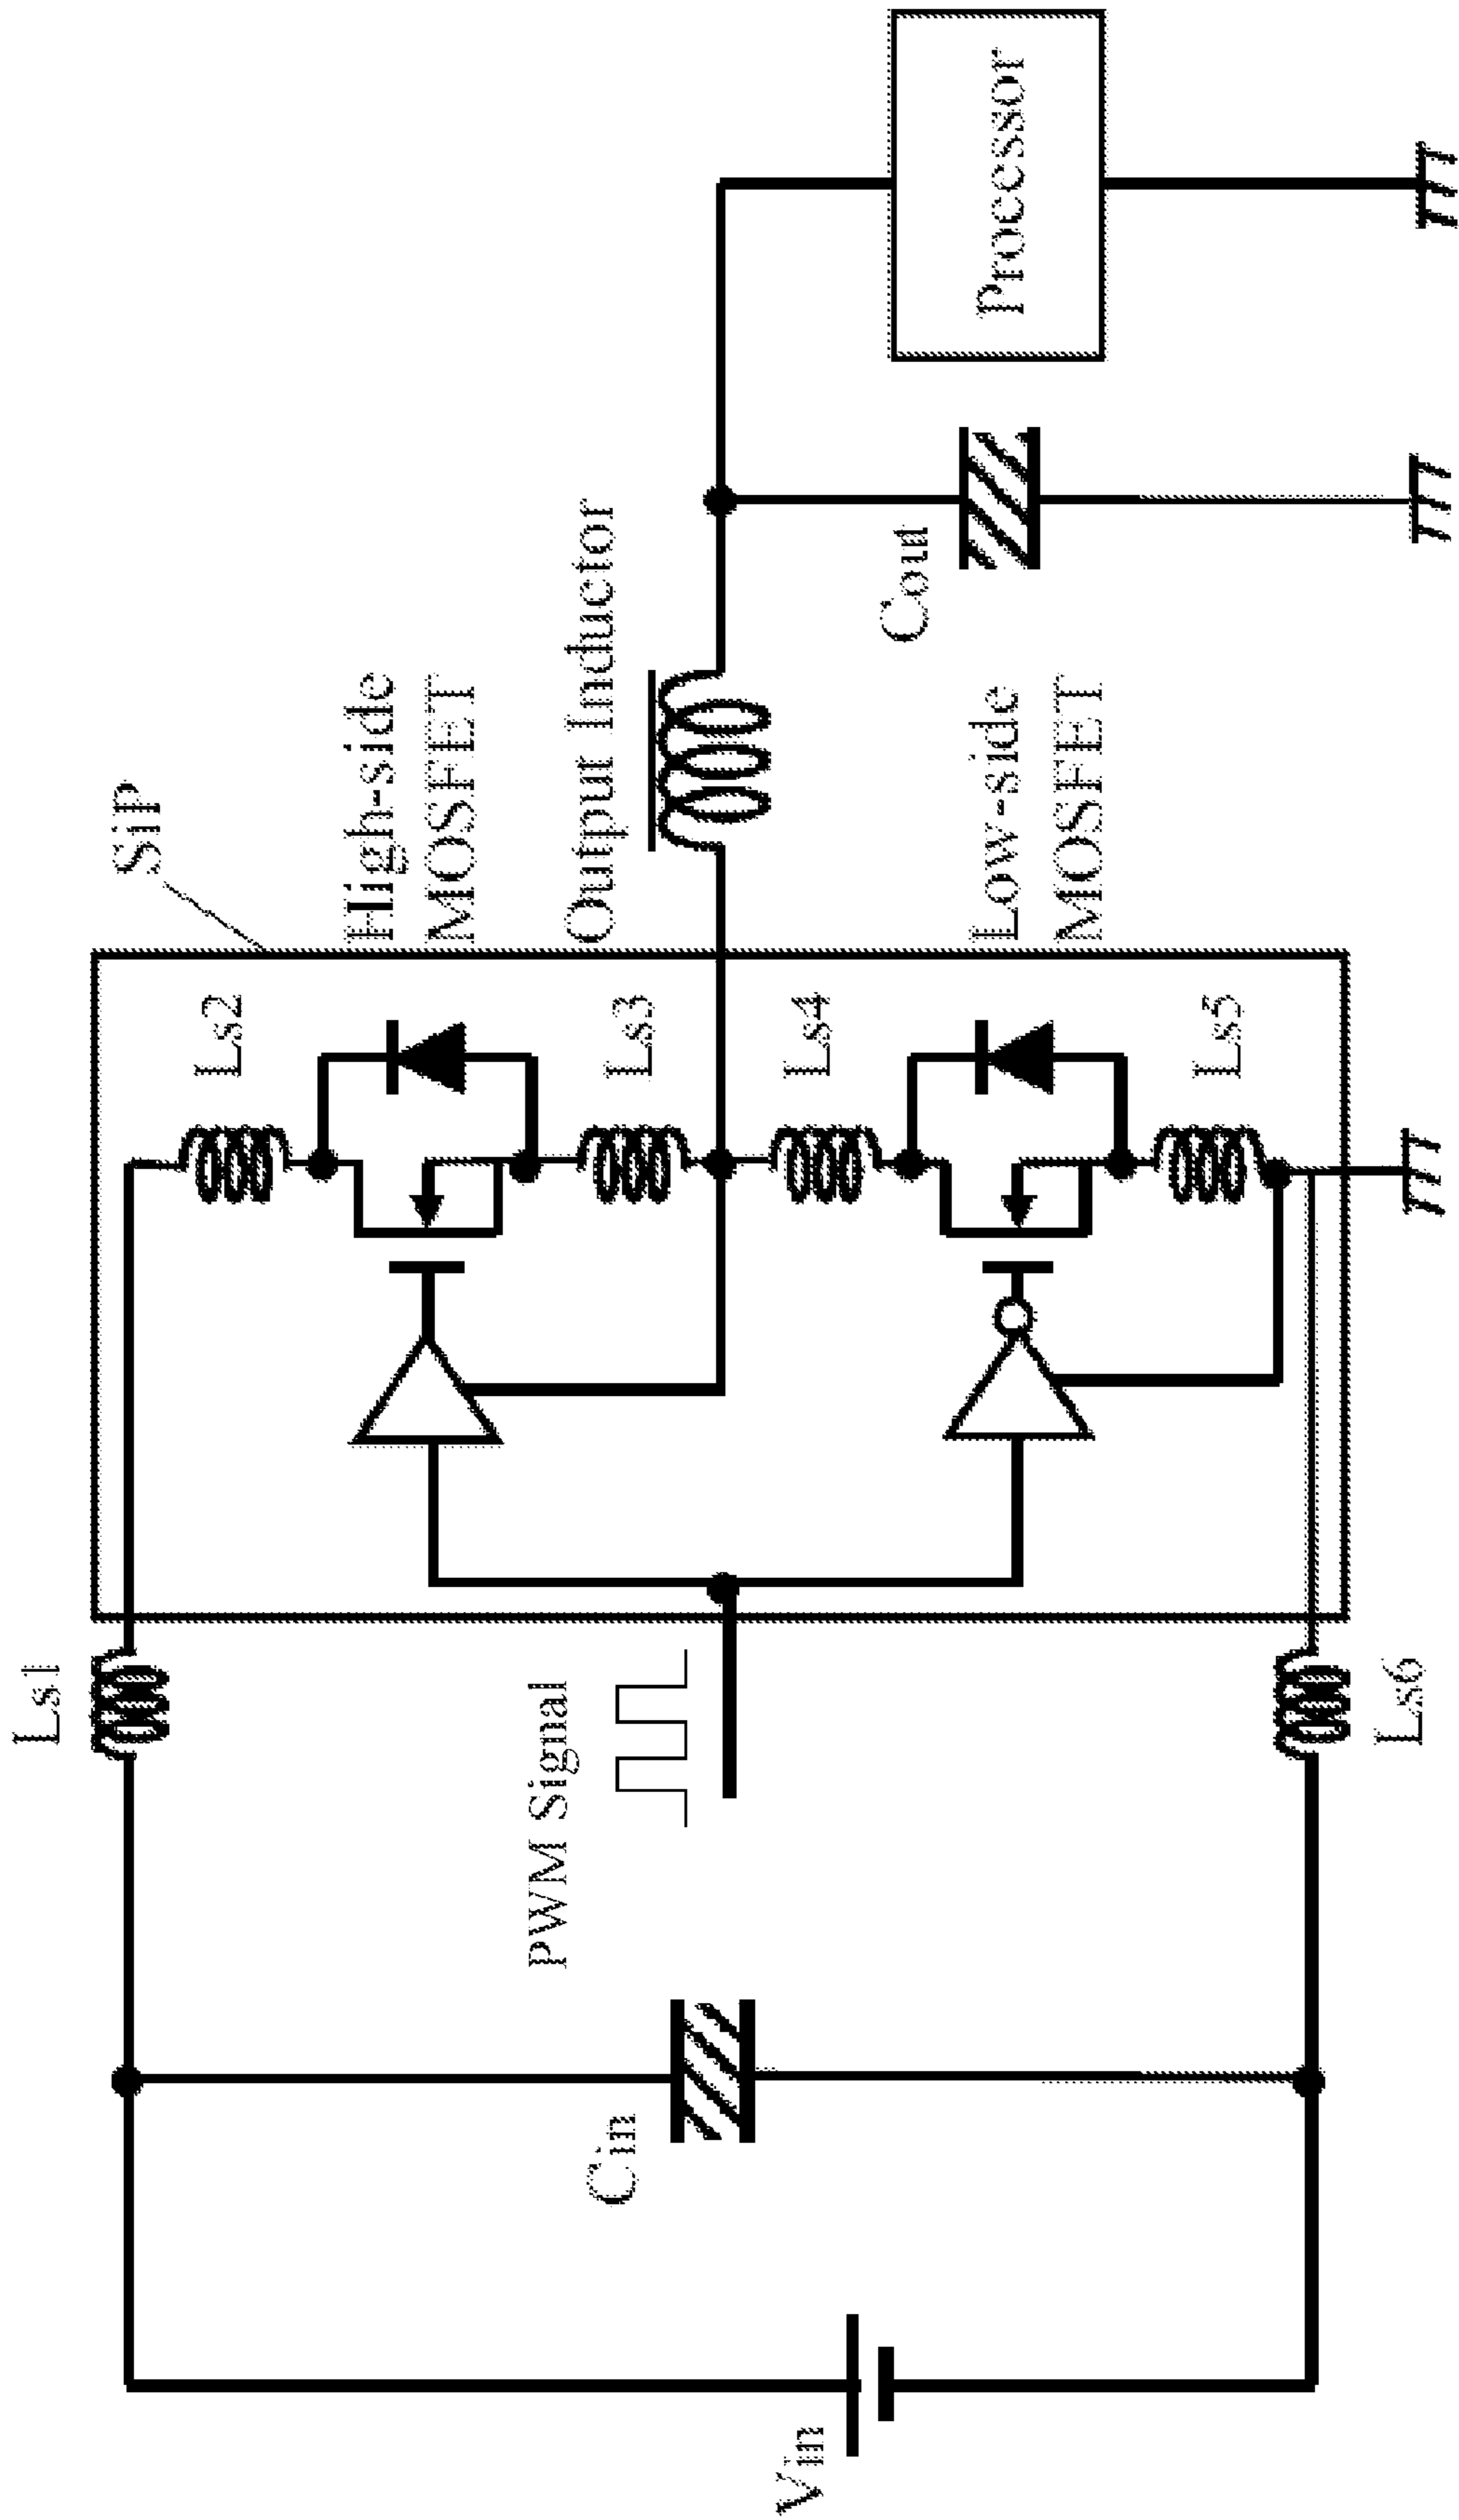 SiP
Ls1
Ls2
High-side
MOSFET
PWM Signal
Ls3
Output Inductor
Processor
Cin
Ls4
Cout
Vin
Low-side
MOSFET
Ls5
Ls6